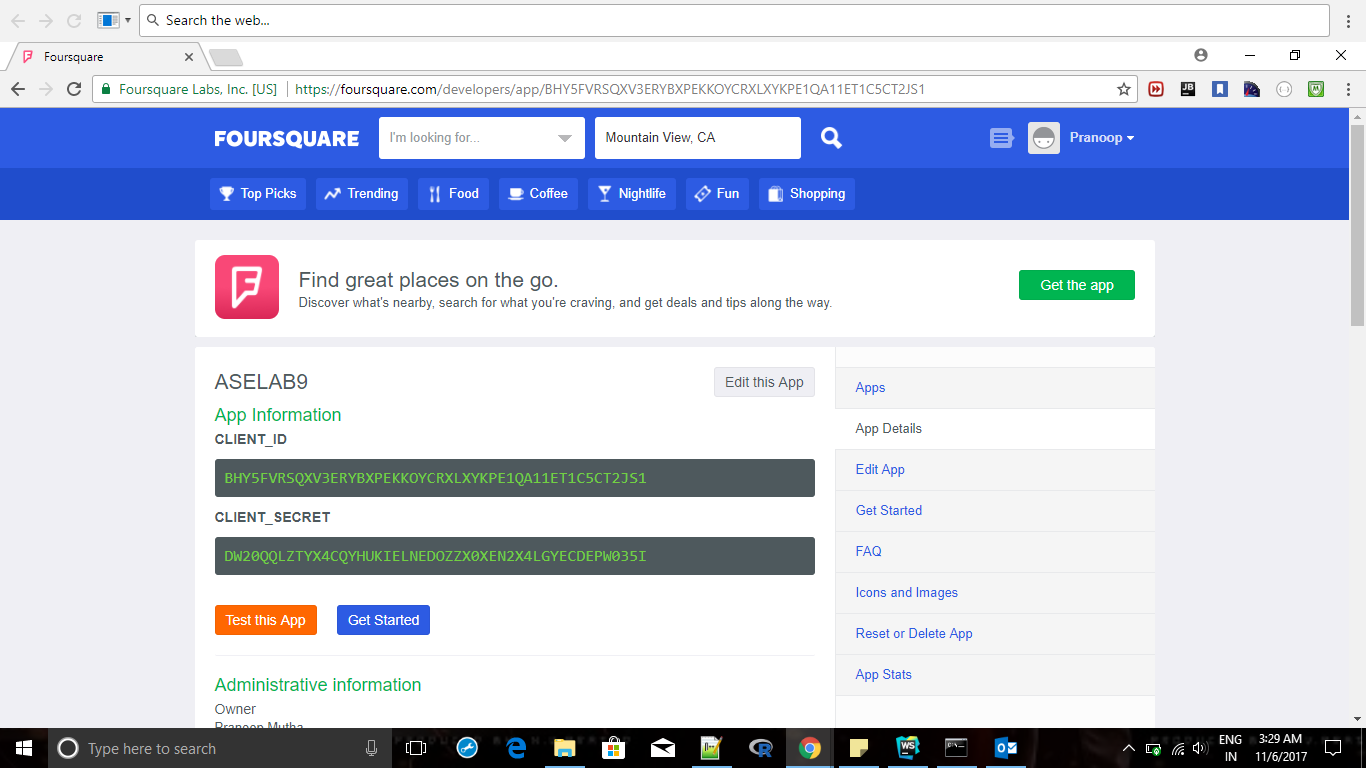 Search the web...
Foursquare
Foursquare Labs, Inc. [US] https://foursquare.com/developers/app/BHY5FVRSQXV3ERYBXPEKKOYCRXLXYKPE1QA11ET1C5CT2JS1
JB
FOURSQUARE I'm looking for... Mountain View, CA Pranoop
Top Picks Trending Food Coffee Nightlife Fun Shopping
Find great places on the go.
Discover what's nearby, search for what you're craving, and get deals and tips along the way.
Get the app
ASELAB9
Edit this App
App Information
CLIENT_ID
BHY5FVRSQXV3ERYBXPEKKOYCRXLXYKPE1QA11ET1C5CT2JS1
CLIENT_SECRET
DW20QQLZTYX4CQYHUKIELNEDOZZX0XEN2X4LGYECDEPW035I
Test this App Get Started
Administrative information
Owner
Praneep Mutha
Apps
App Details
Edit App
Get Started
FAQ
Icons and Images
Reset or Delete App
App Stats
Type here to search
WS
ENG
IN
3:29 AM
11/6/2017